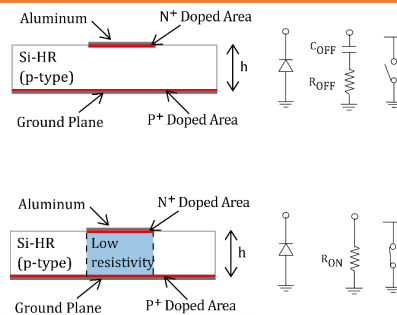 Aluminum
N+ Doped Area
Si-HR
(p-type)
h
Ground Plane
P+ Doped Area
COFF
ROFF
Aluminum
N+ Doped Area
Si-HR
(p-type)
Low
resistivity
h
Ground Plane
P+ Doped Area
RON